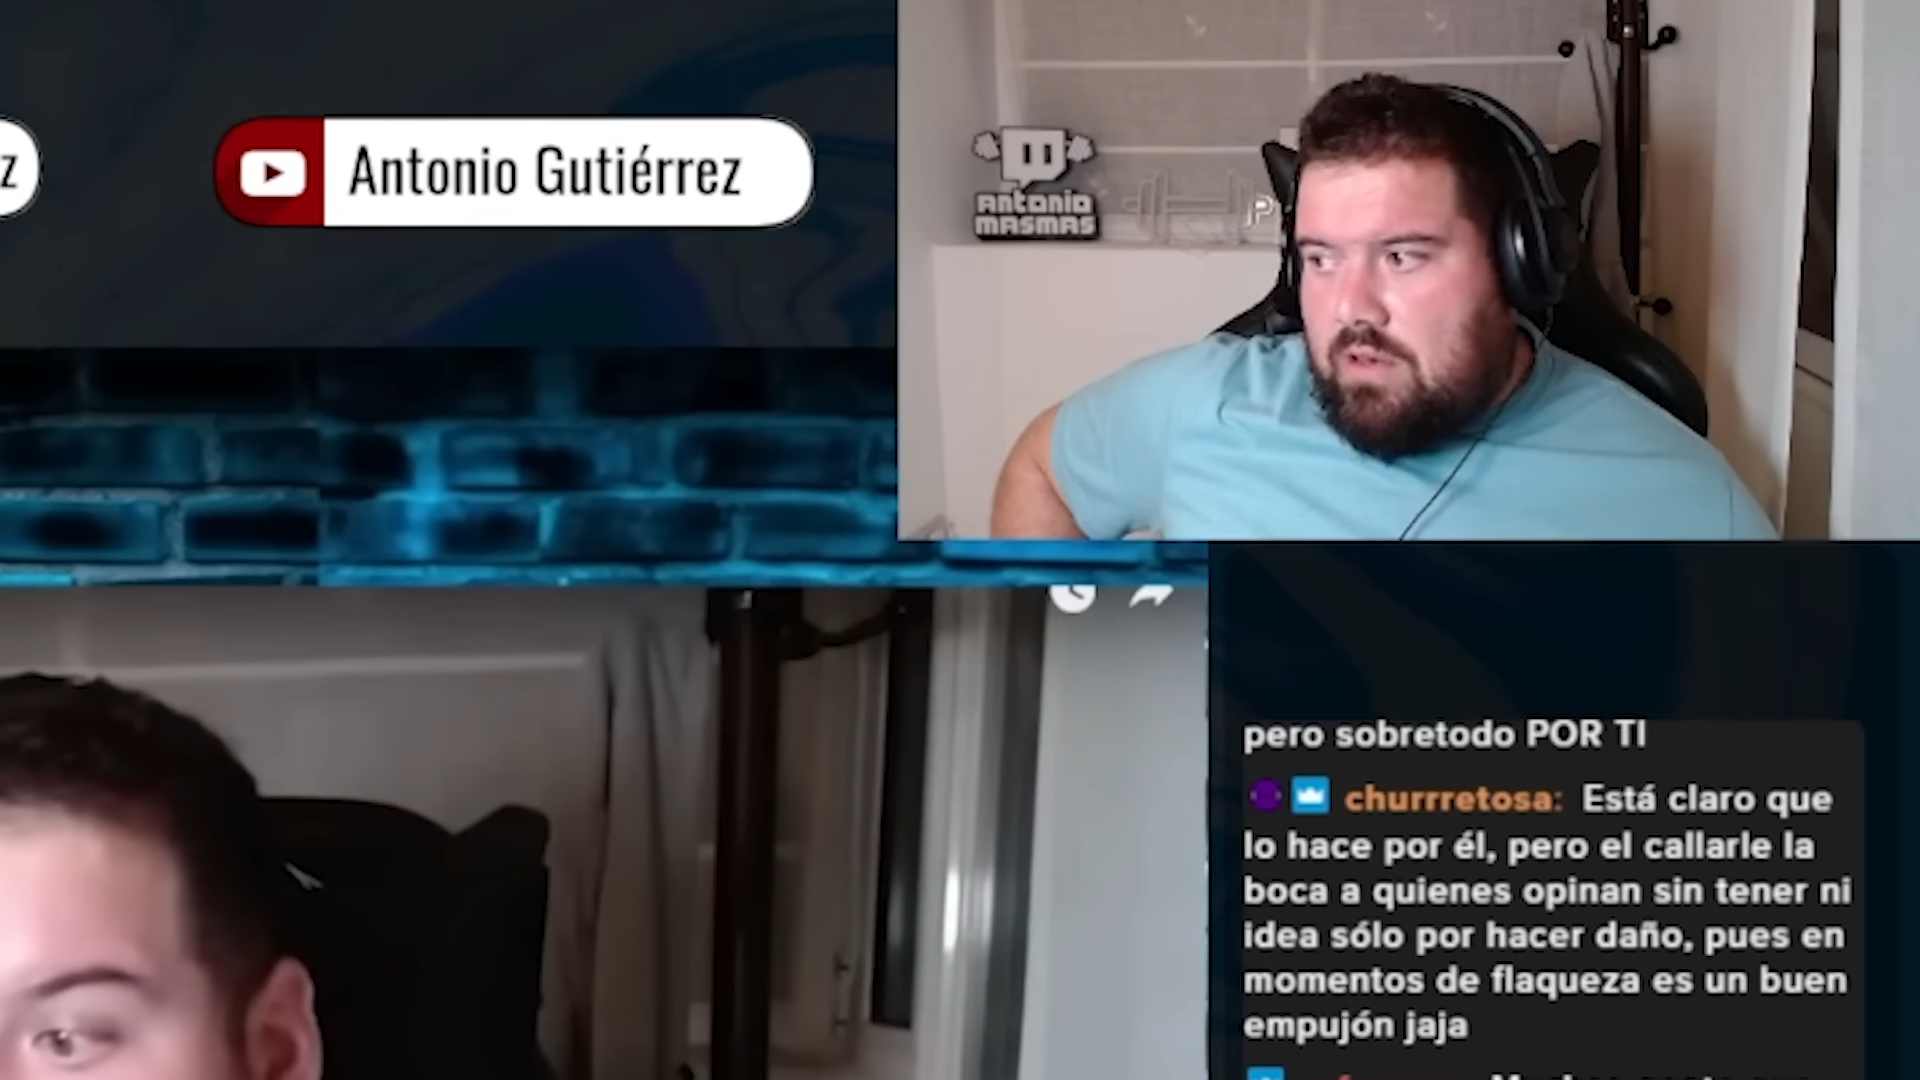 z
Antonio Gutiérrez
antonio
MASMAS
P
pero sobretodo POR TI
churrretosa: Está claro que
lo hace por él, pero el callarle la
boca a quienes opinan sin tener ni
idea sólo por hacer daño, pues en
momentos de flaqueza es un buen
empujón jaja